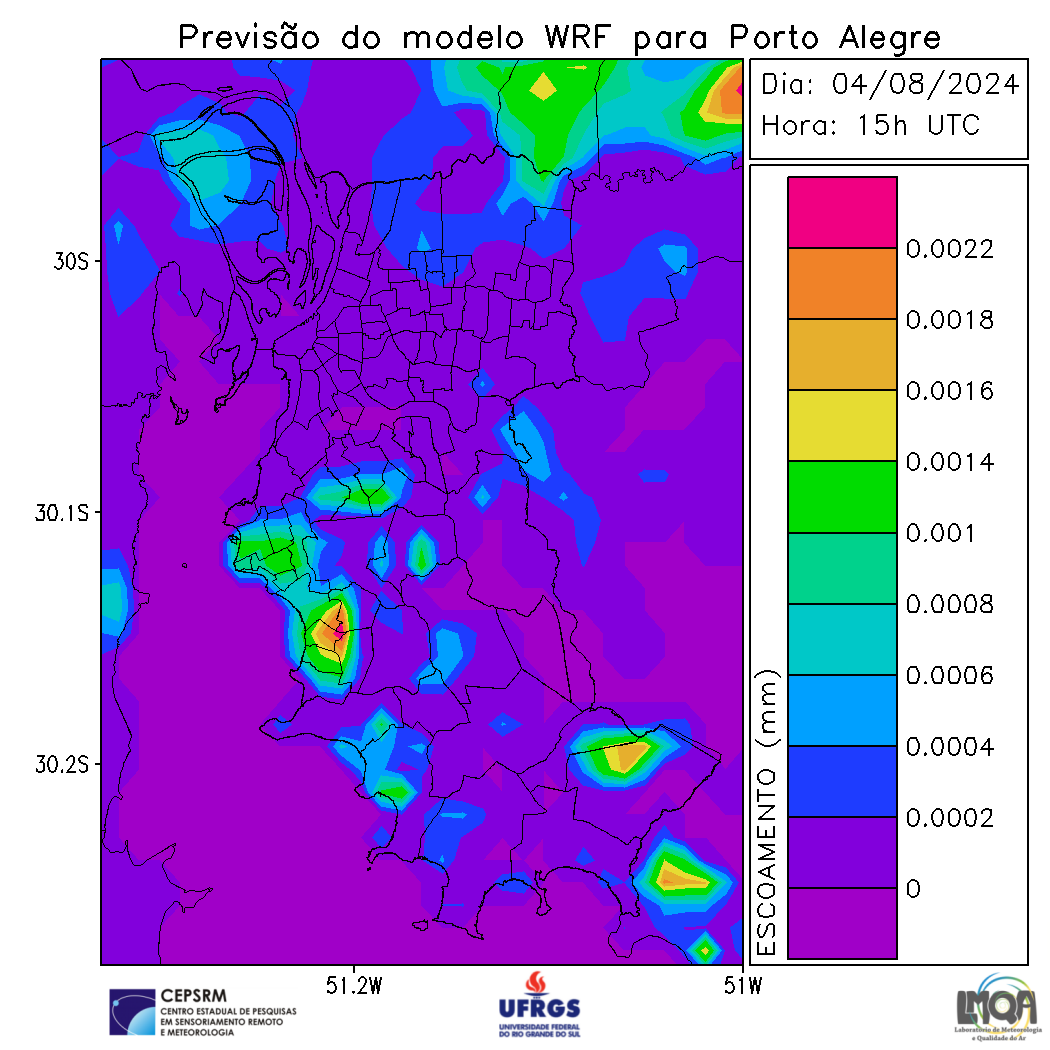 Previsão do modelo WRF para Porto Alegre
Dia: 04/08/2024
Hora: 15h UTC
30S
30.1S
30.2S
51.2W
51W
ESCOAMENTO (mm)
0.0022
0.0018
0.0016
0.0014
0.001
0.0008
0.0006
0.0004
0.0002
0
CEPSRM
CENTRO ESTADUAL DE PESQUISAS
EM SENSORIAMENTO REMOTO
E METEOROLOGIA
UFRGS
UNIVERSIDADE FEDERAL
DO RIO GRANDE DO SUL
LMQA
Laboratório de Meteorologia
e Qualidade do Ar